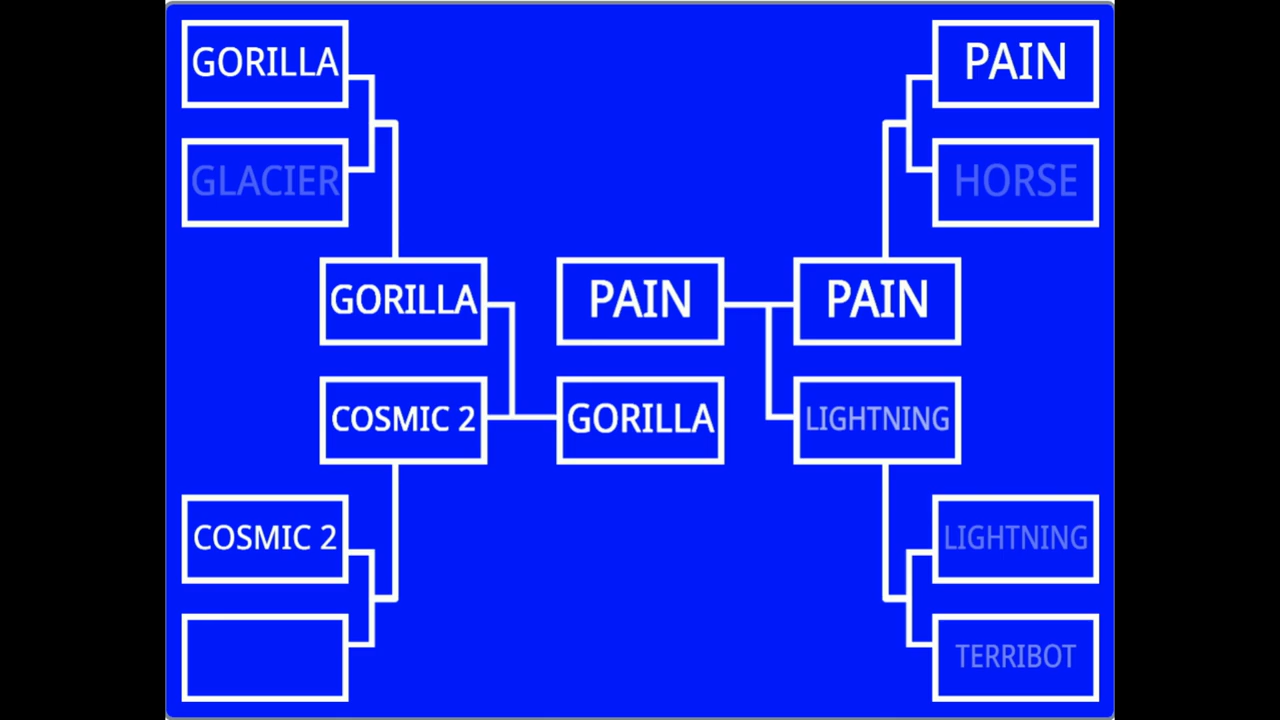 GORILLA
PAIN
GLACIER
HORSE
GORILLA
PAIN
PAIN
COSMIC 2
GORILLA
LIGHTNING
COSMIC 2
LIGHTNING
TERRIBOT